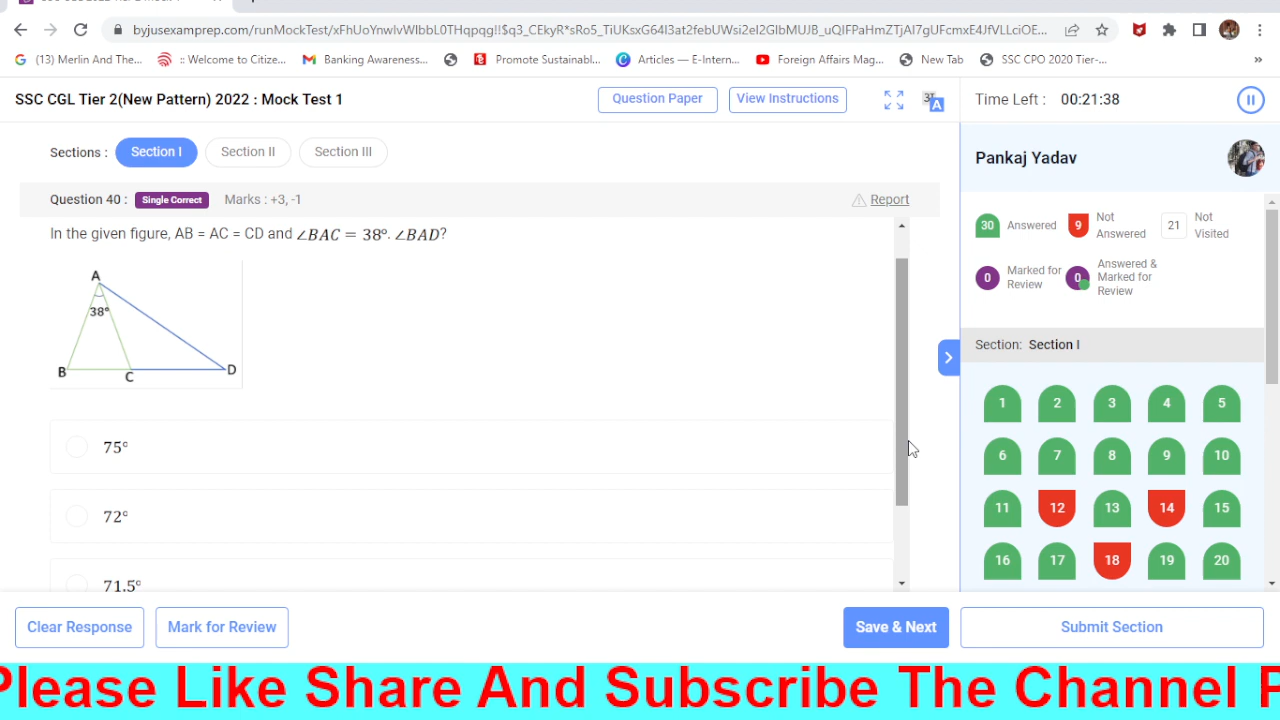 byjusexamprep.com/runMockTest/xFhUoYnwlvWlbbL0THqpqg!!$q3_CEkyR*sRo5_TiUKsxG64l3at2febUWsi2eI2GlbMUJ8_uQIFPaHmZTjAl7gUFcmxE4JfVLLciOE...
(13) Merlin And The...
:: Welcome to Citize...
Banking Awareness...
Promote Sustainabl...
Articles — E-Intern...
Foreign Affairs Mag...
New Tab
SSC CPO 2020 Tier-...
»
SSC CGL Tier 2(New Pattern) 2022 : Mock Test 1
Question Paper
View Instructions
Time Left : 00:21:38
Sections : Section I Section II Section III
Pankaj Yadav
Question 40 : Single Correct Marks : +3, -1
Report
In the given figure, AB = AC = CD and ∠BAC = 38°. ∠BAD?
A
38°
B
C
D
75°
72°
71.5°
30 Answered
9 Not Answered
21 Not Visited
0 Marked for Review
0 Answered & Marked for Review
Section: Section I
1 2 3 4 5
6 7 8 9 10
11 12 13 14 15
16 17 18 19 20
Clear Response
Mark for Review
Save & Next
Submit Section
Please Like Share And Subscribe The Channel P